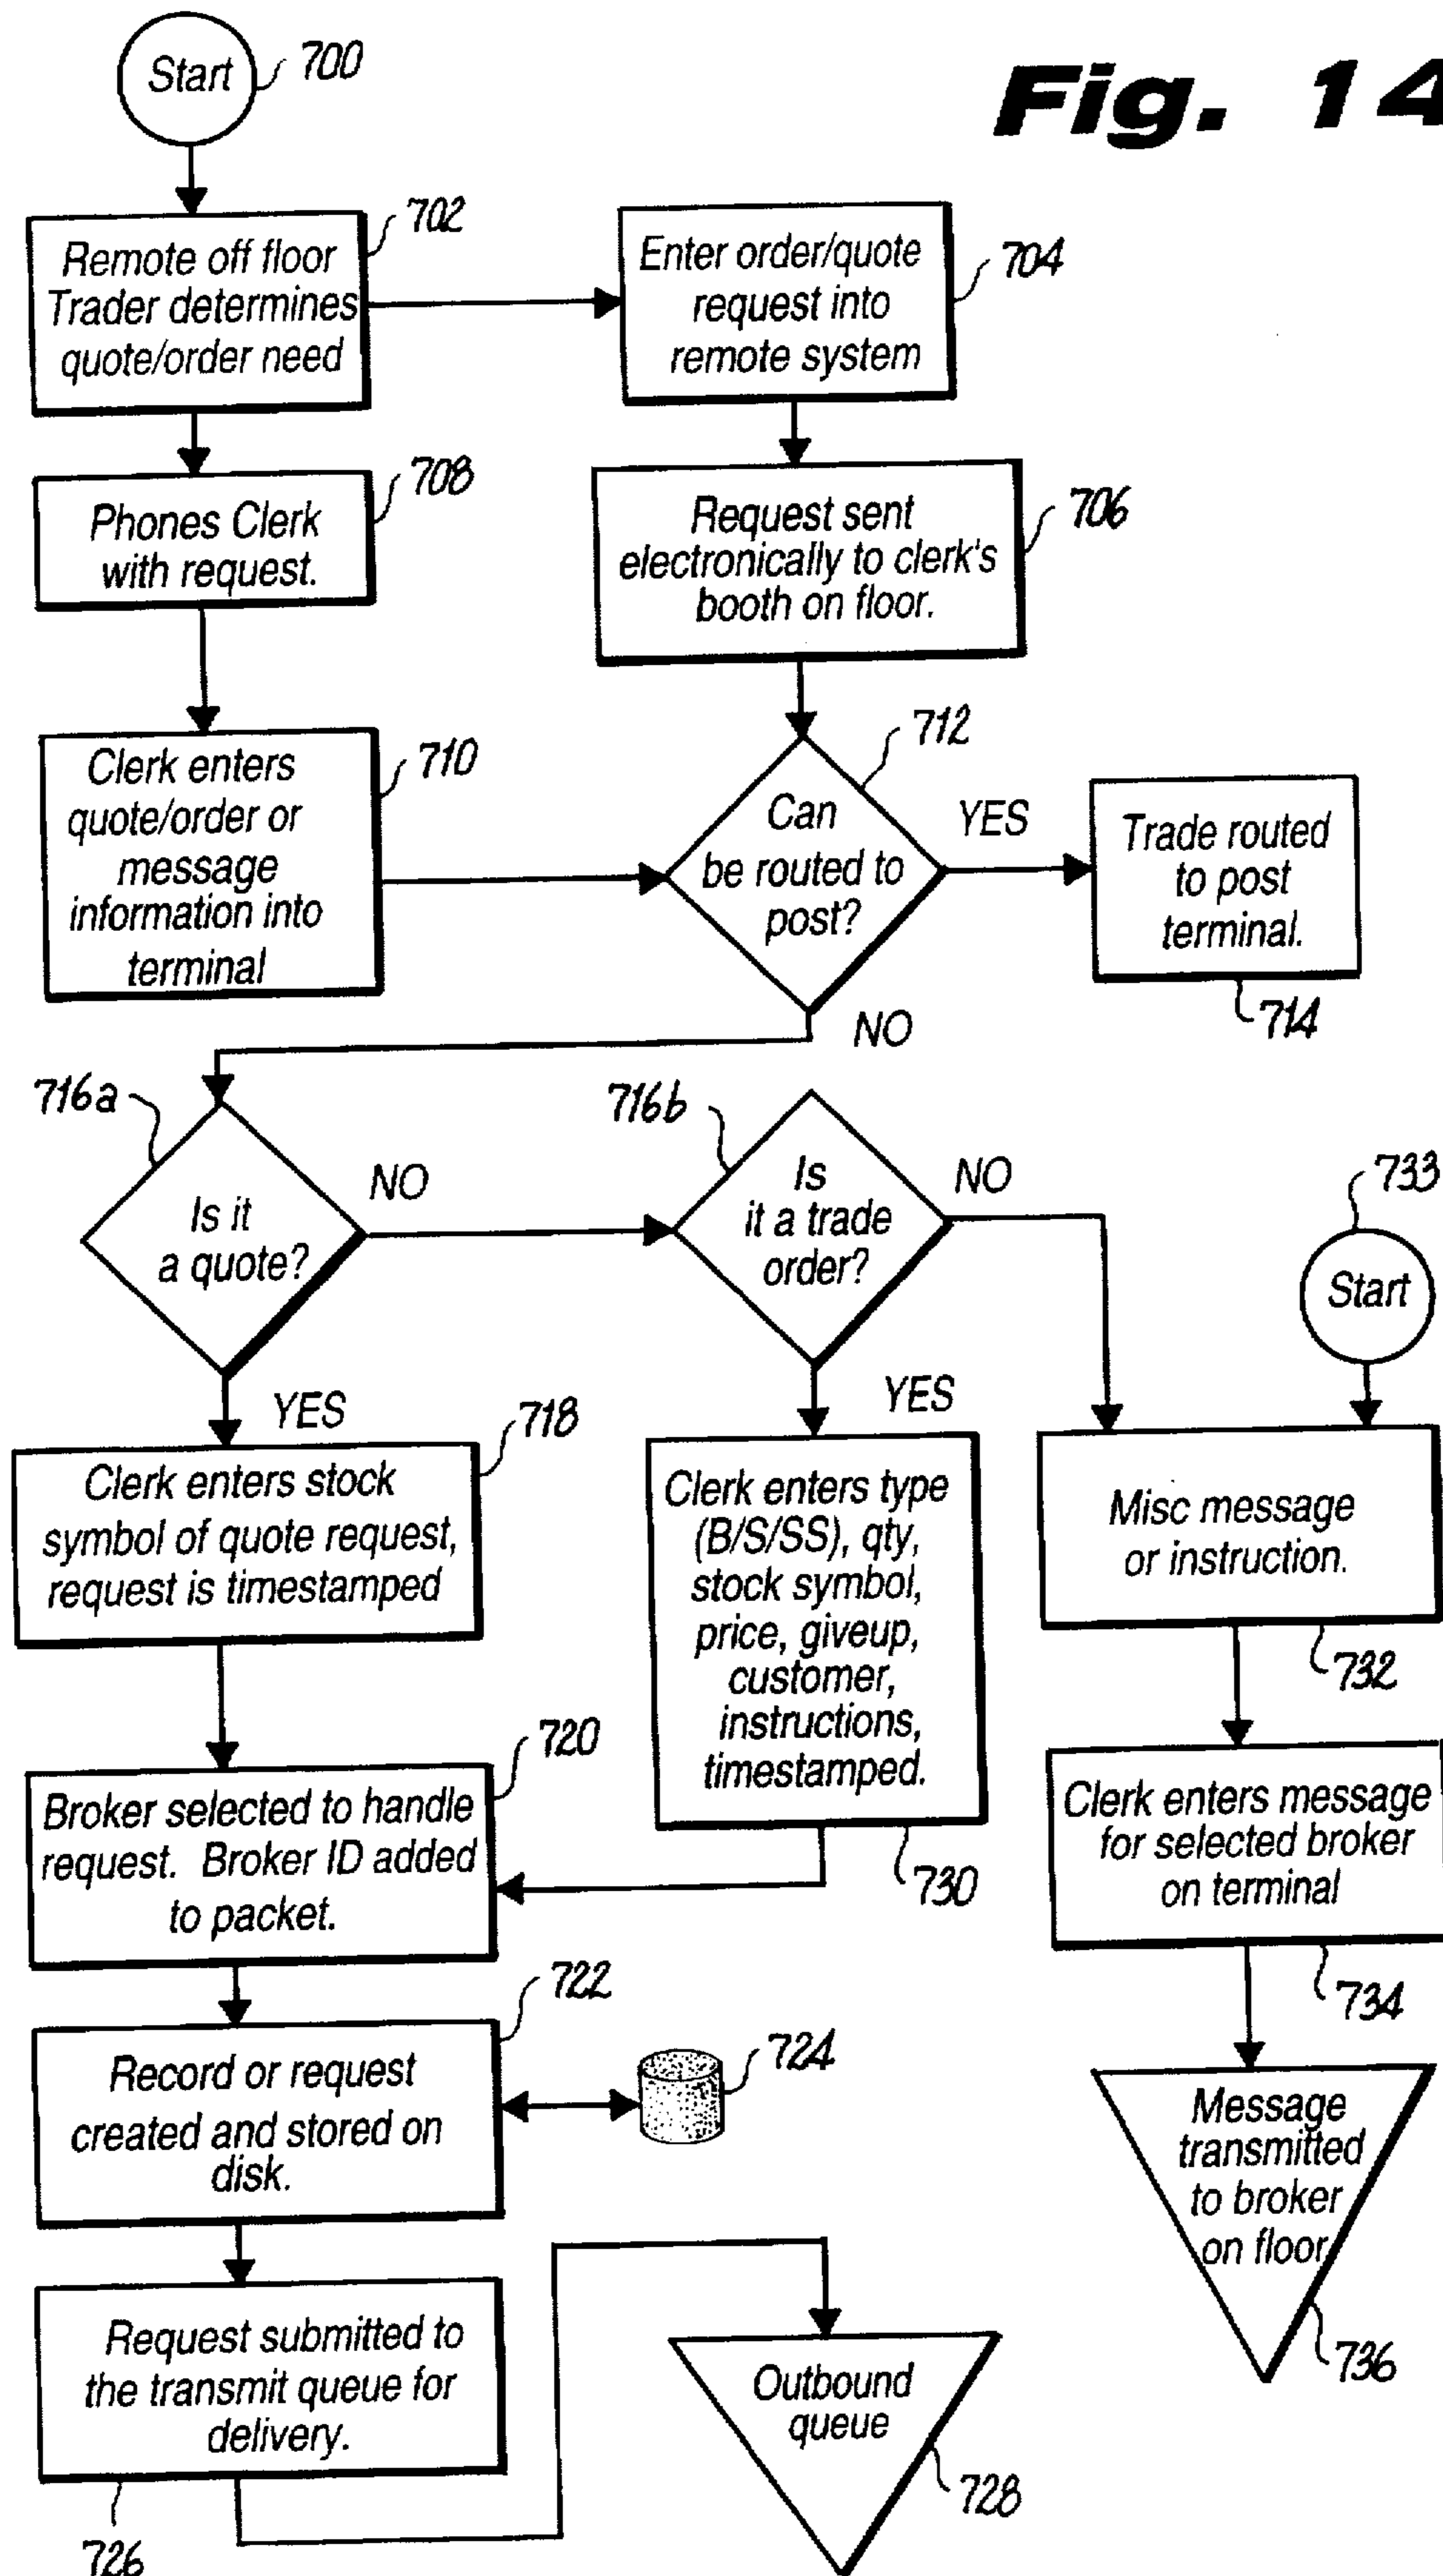 Fig. 14
Start
700
Remote off floor
Trader determines
quote/order need
702
Enter order/quote
request into
remote system
704
Phones Clerk
with request.
708
Request sent
electronically to clerk's
booth on floor.
706
Clerk enters
quote/order or
message
information into
terminal
710
Can
be routed to
post?
712
YES
NO
Trade routed
to post
terminal.
714
716a
Is it
a quote?
NO
YES
716b
Is
it a trade
order?
NO
YES
733
Start
Clerk enters stock
symbol of quote request,
request is timestamped
718
Clerk enters type
(B/S/SS), qty,
stock symbol,
price, giveup,
customer,
instructions,
timestamped.
730
Misc message
or instruction.
732
Broker selected to handle
request. Broker ID added
to packet.
720
Clerk enters message
for selected broker
on terminal
734
Record or request
created and stored on
disk.
722
724
Message
transmitted
to broker
on floor
736
Request submitted to
the transmit queue for
delivery.
726
Outbound
queue
728